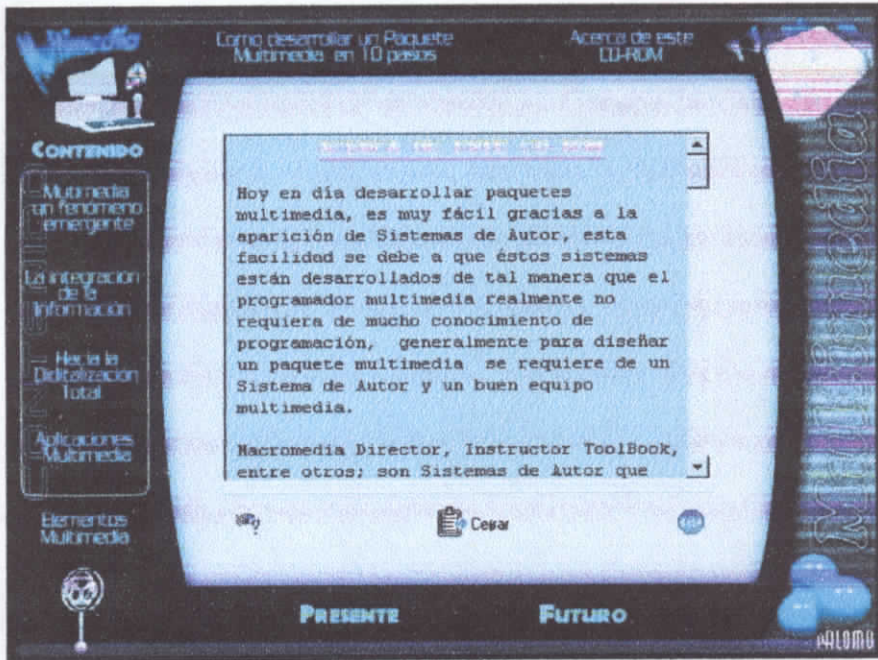 Multimedia
Como desarrollar un Paquete
Multimedia en 10 pasos
Acerca de este
CD-ROM
CONTENIDO
Mutimedia
un fenómeno
emergente
La integración
de la
Información
Hacia la
Digitalización
Total
Aplicaciones
Multimedia
Elementos
Multimedia
Hoy en día desarrollar paquetes
multimedia, es muy fácil gracias a la
aparición de Sistemas de Autor, esta
facilidad se debe a que éstos sistemas
están desarrollados de tal manera que el
programador multimedia realmente no
requiera de mucho conocimiento de
programación, generalmente para diseñar
un paquete multimedia se requiere de un
Sistema de Autor y un buen equipo
multimedia.
Macromedia Director, Instructor ToolBook,
entre otros; son Sistemas de Autor que
Cerrar
PRESENTE
FUTURO
Multimedia
PALOMO